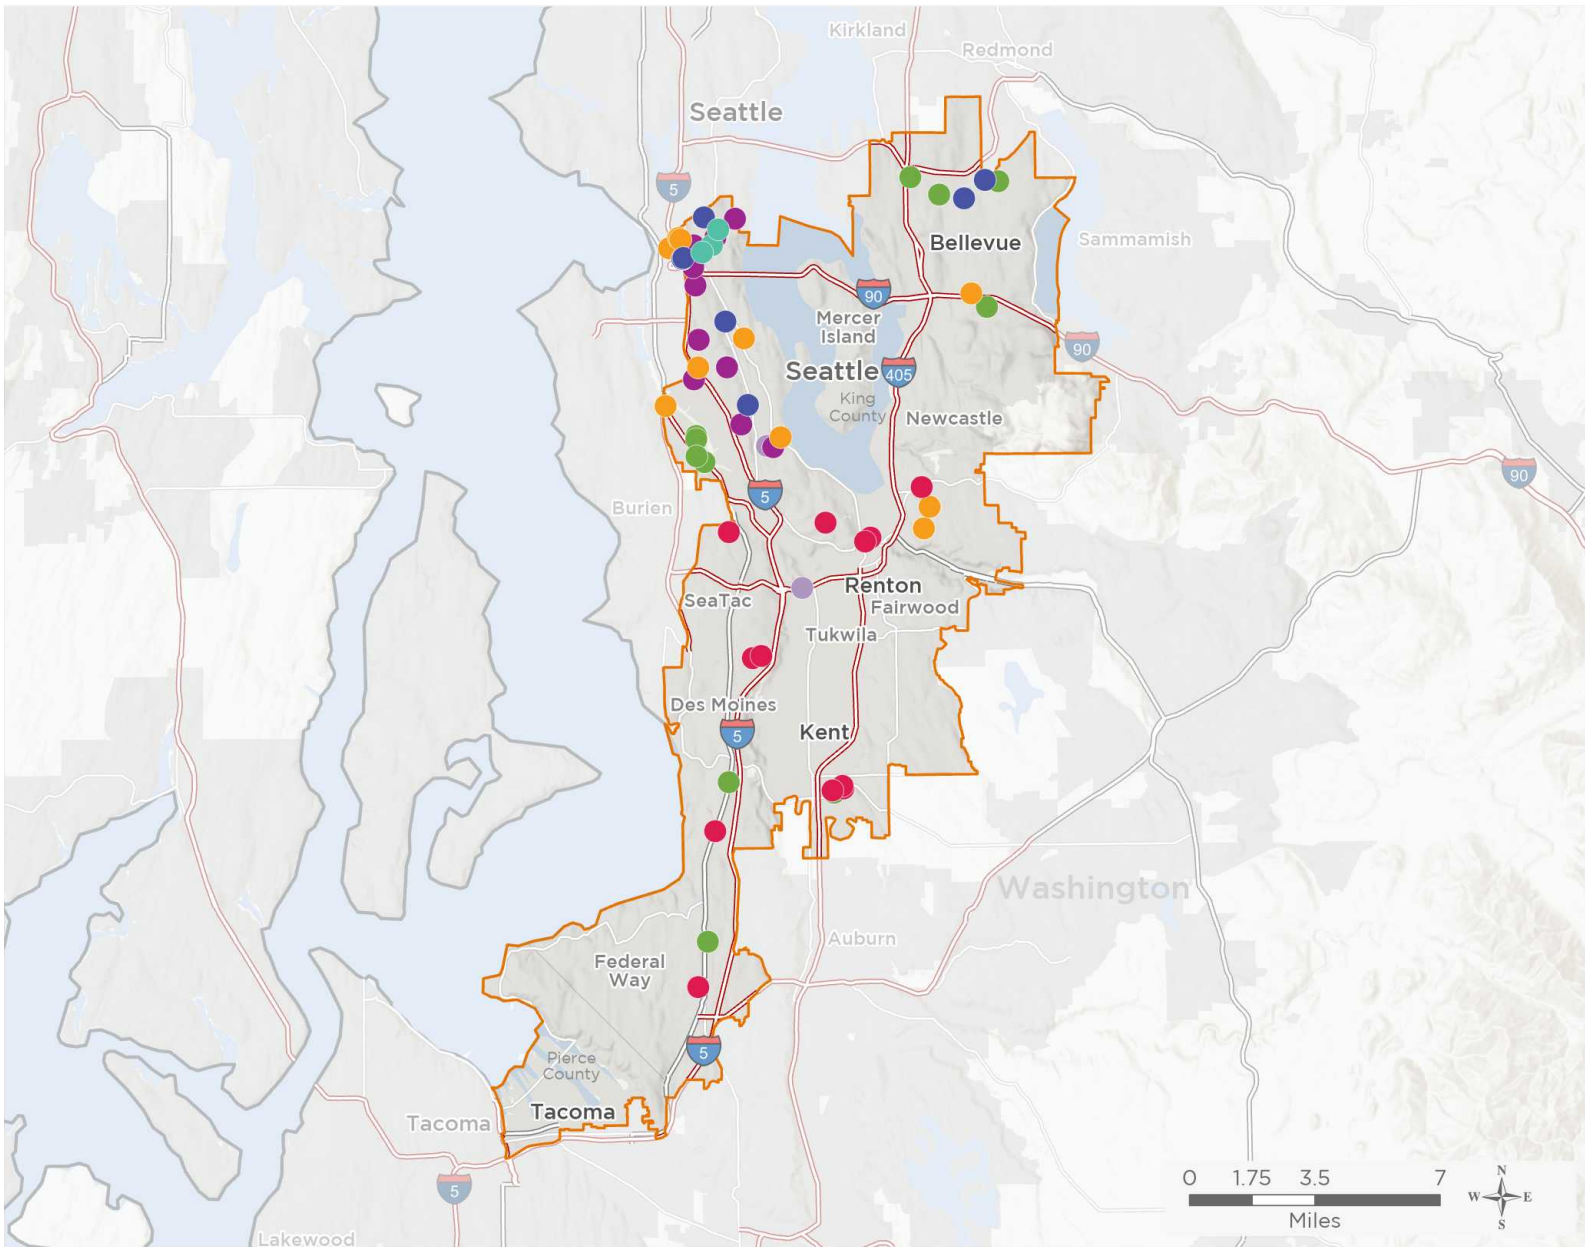 Kirkland
Redmond
Seattle
5
Bellevue
Sammamish
90
Mercer
Island
90
Seattle
405
King
County
Newcastle
90
5
Burien
Renton
SeaTac
Fairwood
Tukwila
Des Moines
5
Kent
Washington
Auburn
Federal
Way
5
Pierce
County
Tacoma
Tacoma
5
Lakewood
0 1.75 3.5 7
Miles
N
W E
S